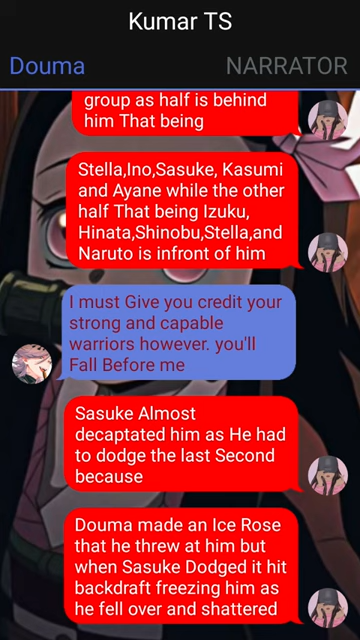 Kumar TS
Douma
NARRATOR
group as half is behind
him That being
Stella,Ino,Sasuke, Kasumi
and Ayane while the other
half That being Izuku,
Hinata,Shinobu,Stella,and
Naruto is infront of him
I must Give you credit your
strong and capable
warriors however. you'll
Fall Before me
Sasuke Almost
decaptated him as He had
to dodge the last Second
because
Douma made an Ice Rose
that he threw at him but
when Sasuke Dodged it hit
backdraft freezing him as
he fell over and shattered